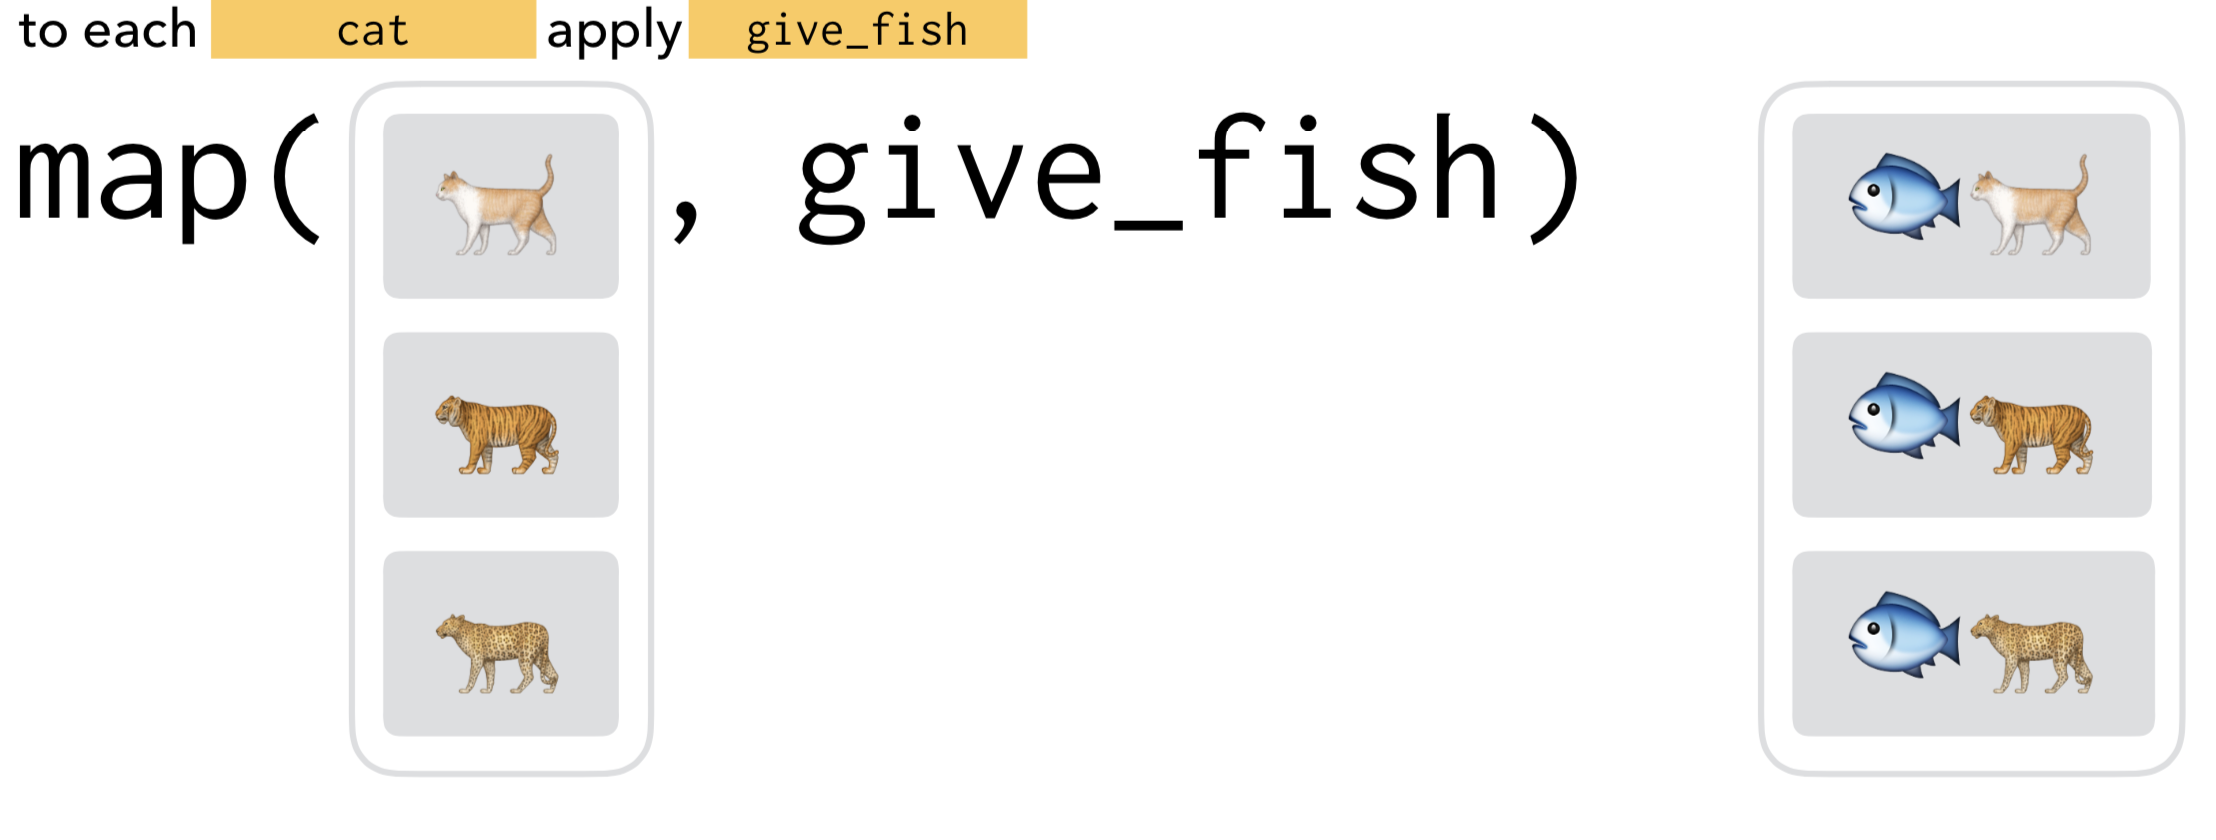 to each cat apply give_fish
map( , give_fish)